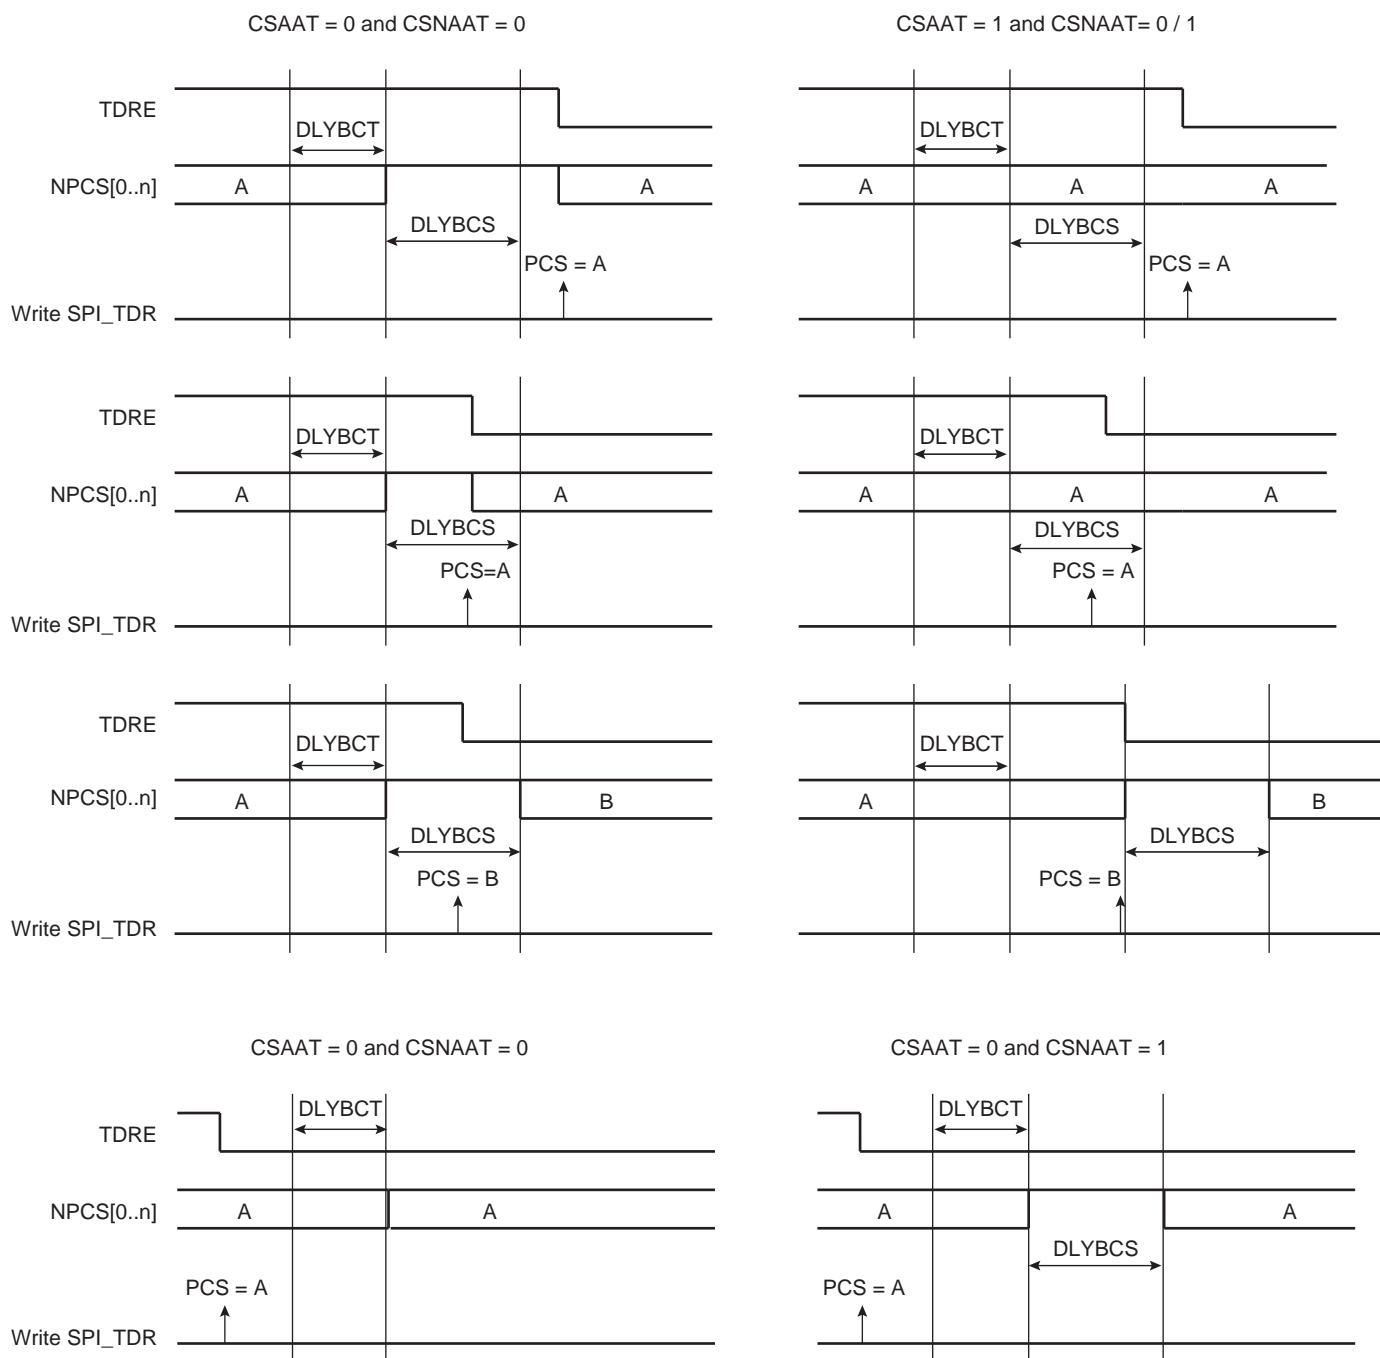 CSAAT = 0 and CSNAAT = 0
CSAAT = 1 and CSNAAT= 0 / 1
TDRE
DLYBCT
DLYBCT
NPCS[0..n]
A
A
A
A
A
DLYBCS
DLYBCS
PCS = A
PCS = A
Write SPI_TDR
TDRE
DLYBCT
DLYBCT
NPCS[0..n]
A
A
A
A
A
DLYBCS
DLYBCS
PCS=A
PCS = A
Write SPI_TDR
TDRE
DLYBCT
DLYBCT
NPCS[0..n]
A
B
A
B
DLYBCS
DLYBCS
PCS = B
PCS = B
Write SPI_TDR
CSAAT = 0 and CSNAAT = 0
CSAAT = 0 and CSNAAT = 1
DLYBCT
DLYBCT
TDRE
NPCS[0..n]
A
A
A
A
DLYBCS
PCS = A
PCS = A
Write SPI_TDR